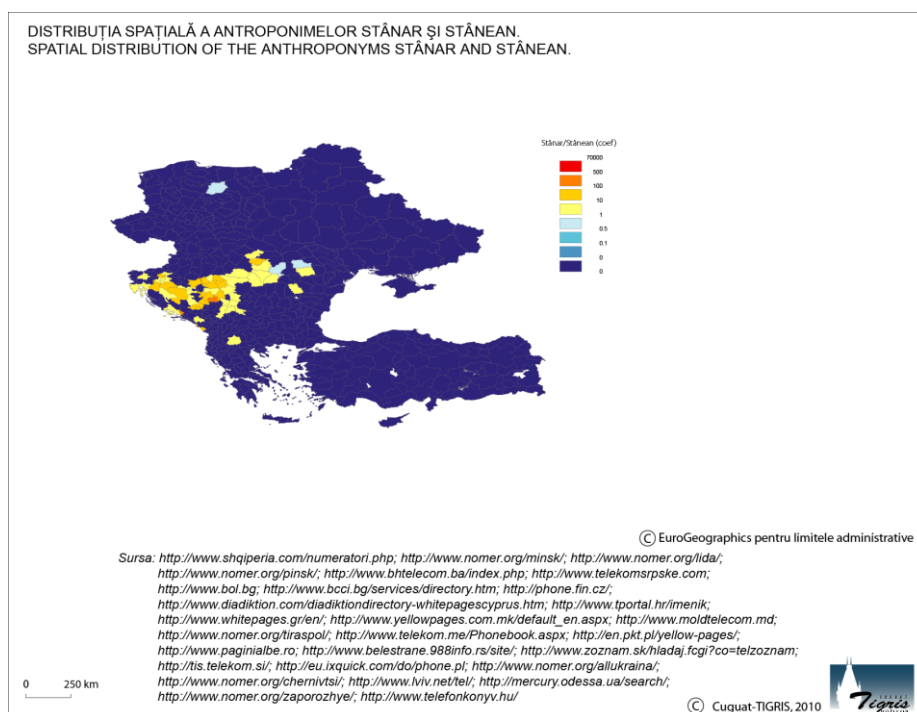 DISTRIBUȚIA SPAȚIALĂ A ANTROPONIMELOR STÂNAR ȘI STÂNEAN.
SPATIAL DISTRIBUTION OF THE ANTHROPONYMS STÂNAR AND STÂNEAN.
Stânar/Stânean (coef)
70000
500
100
10
1
0.5
0.1
0
0
© EuroGeographics pentru limitele administrative
Sursa: http://www.shqiperia.com/numeratori.php; http://www.nomer.org/minsk/; http://www.nomer.org/lida/;
http://www.nomer.org/pinsk/; http://www.bhtelecom.ba/index.php; http://www.telekomsrpske.com;
http://www.bol.bg; http://www.bcci.bg/services/directory.htm; http://phone.fin.cz/;
http://www.diadiktion.com/diadiktiondirectory-whitepagescyprus.htm; http://www.tportal.hr/imenik;
http://www.whitepages.gr/en/; http://www.yellowpages.com.mk/default_en.aspx; http://www.moldtelecom.md;
http://www.nomer.org/tiraspol/; http://www.telekom.me/Phonebook.aspx; http://en.pkt.pl/yellow-pages/;
http://www.paginialbe.ro; http://www.belestrane.988info.rs/site/; http://www.zoznam.sk/hladaj.fcgi?co=telzoznam;
http://tis.telekom.si/; http://eu.ixquick.com/do/phone.pl; http://www.nomer.org/allukraina/;
http://www.nomer.org/chernivtsi/; http://www.lviv.net/tel/; http://mercury.odessa.ua/search/;
http://www.nomer.org/zaporozhye/; http://www.telefonkonyv.hu/
0 250 km
© Cuguat-TIGRIS, 2010
Tigris